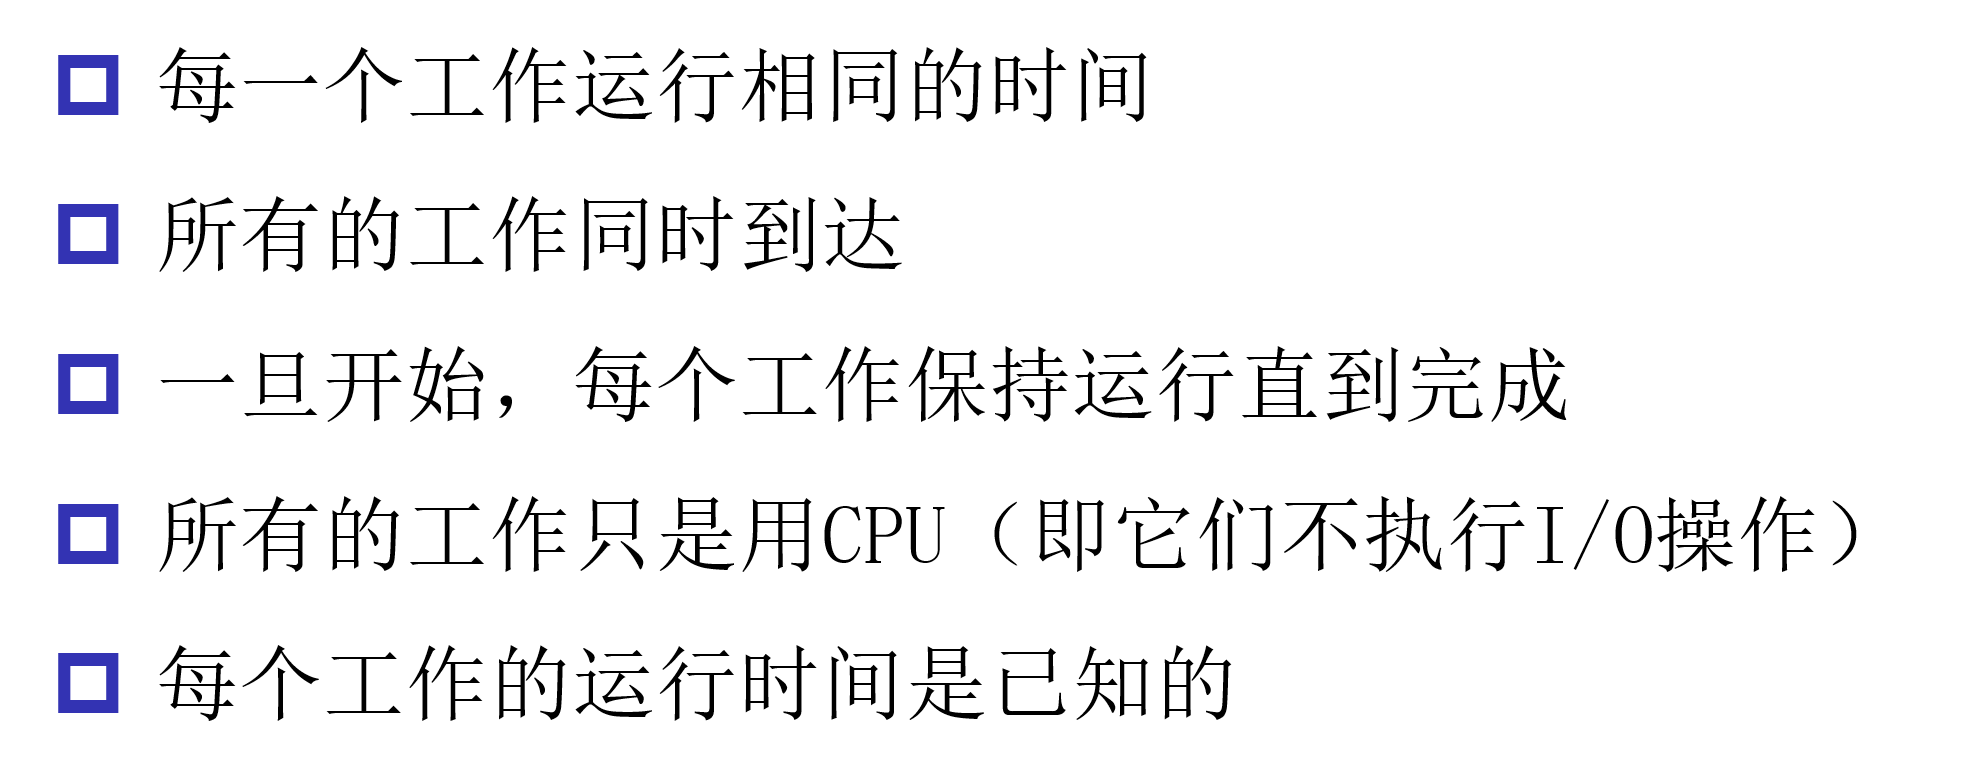 每一个工作运行相同的时间
所有的工作同时到达
一旦开始，每个工作保持运行直到完成
所有的工作只是用CPU（即它们不执行I/O操作）
每个工作的运行时间是已知的